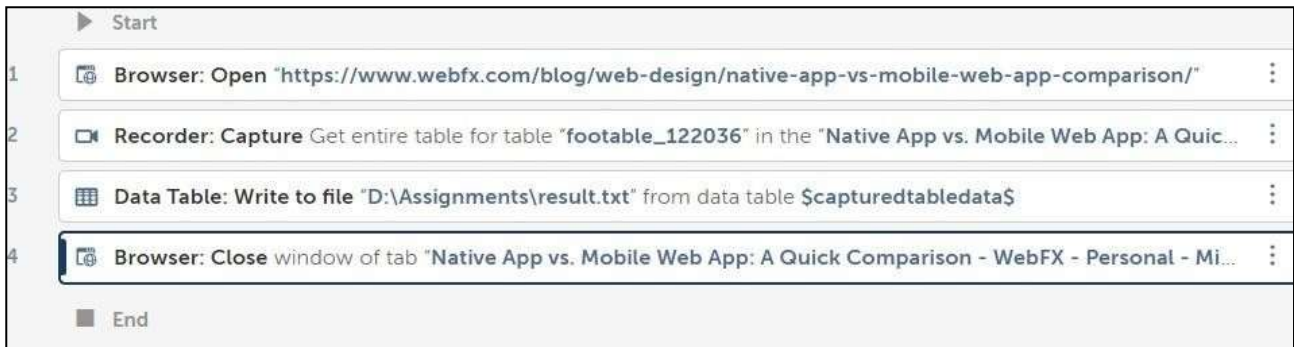 Start
1 Browser: Open "https://www.webfx.com/blog/web-design/native-app-vs-mobile-web-app-comparison/"
2 Recorder: Capture Get entire table for table "footable_122036" in the "Native App vs. Mobile Web App: A Quic...
3 Data Table: Write to file "D:\Assignments\result.txt" from data table $capturedtabledata$
4 Browser: Close window of tab "Native App vs. Mobile Web App: A Quick Comparison - WebFX - Personal - Mi...
End